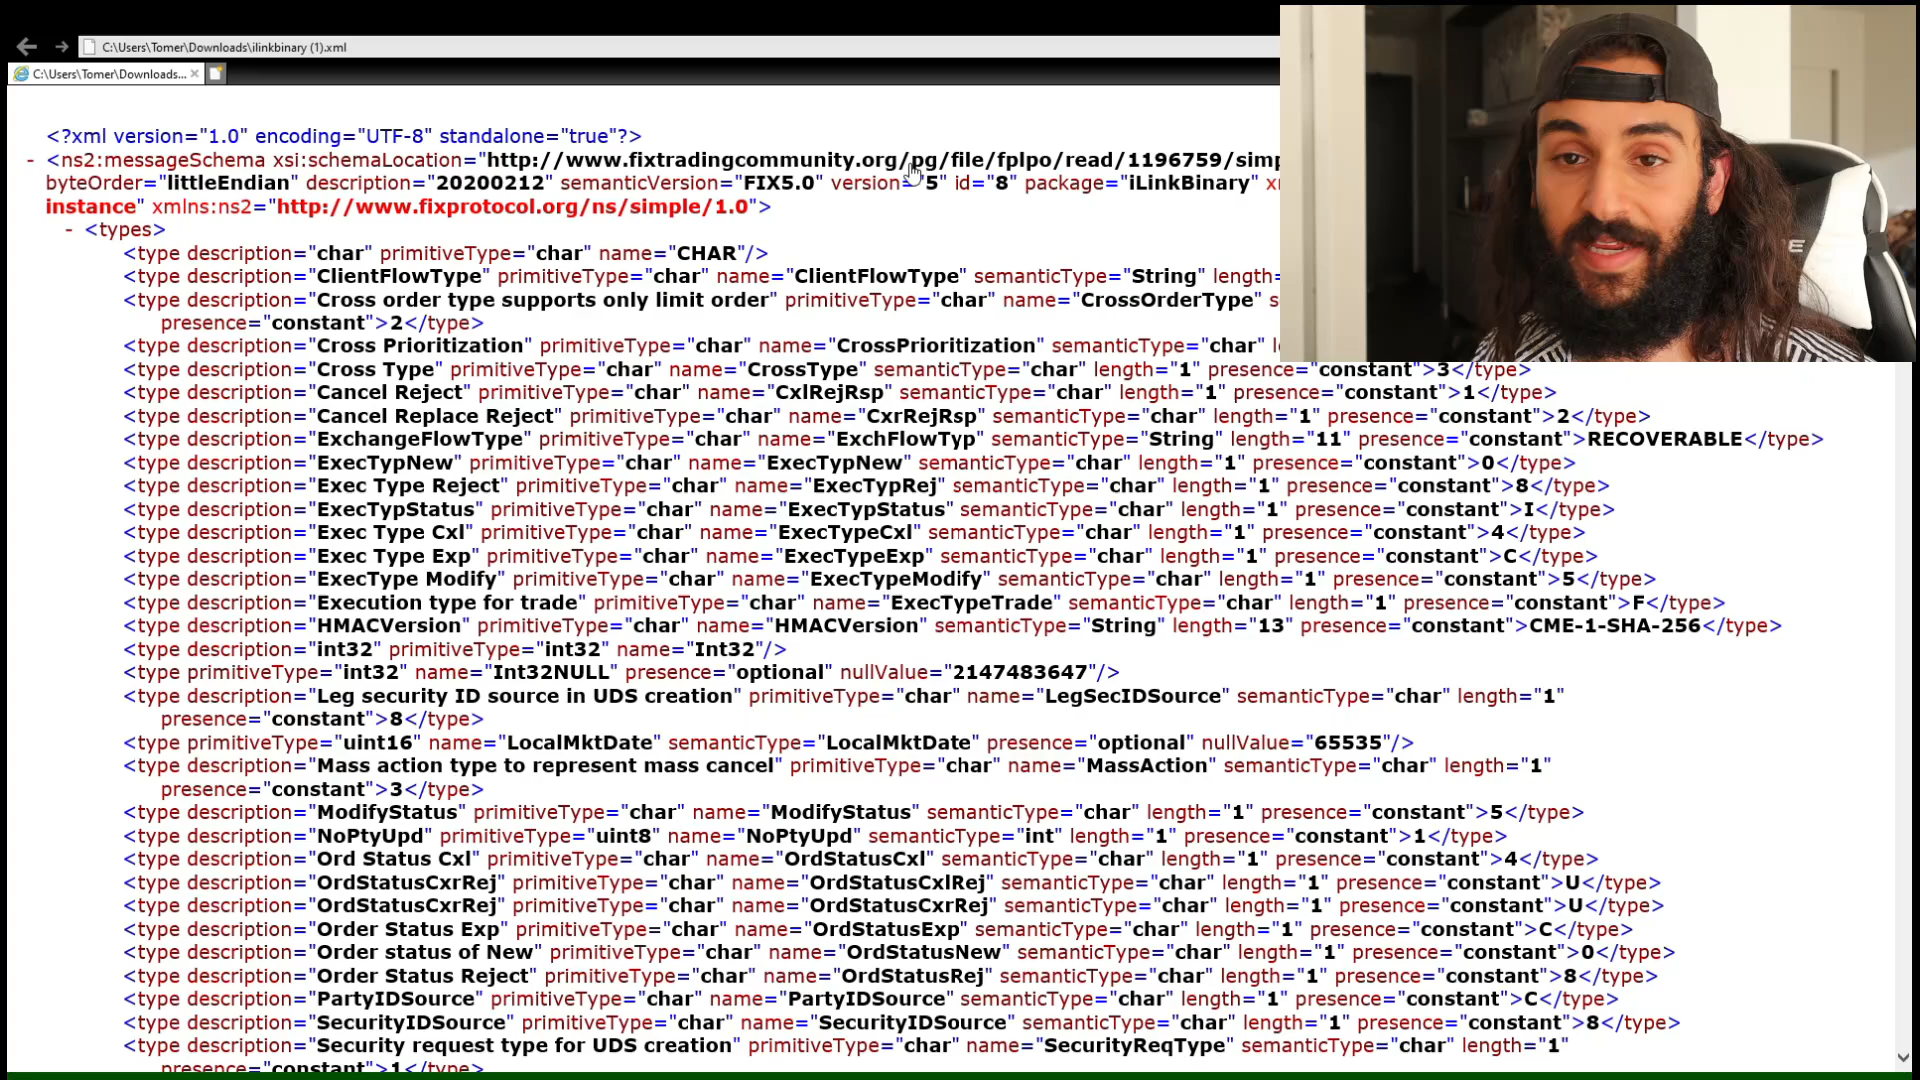 C:\Users\Tomer\Downloads\ilinkbinary (1).xml
C:\Users\Tomer\Downloads...
<?xml version="1.0" encoding="UTF-8" standalone="true"?>
- <ns2:messageSchema xsi:schemaLocation="http://www.fixtradingcommunity.org/pg/file/fplpo/read/1196759/simp
byteOrder="littleEndian" description="20200212" semanticVersion="FIX5.0" version="5" id="8" package="iLinkBinary" x
instance" xmlns:ns2="http://www.fixprotocol.org/ns/simple/1.0">
- <types>
<type description="char" primitiveType="char" name="CHAR"/>
<type description="ClientFlowType" primitiveType="char" name="ClientFlowType" semanticType="String" length=
<type description="Cross order type supports only limit order" primitiveType="char" name="CrossOrderType" s
presence="constant">2</type>
<type description="Cross Prioritization" primitiveType="char" name="CrossPrioritization" semanticType="char" l
<type description="Cross Type" primitiveType="char" name="CrossType" semanticType="char" length="1" presence="constant">3</type>
<type description="Cancel Reject" primitiveType="char" name="CxlRejRsp" semanticType="char" length="1" presence="constant">1</type>
<type description="Cancel Replace Reject" primitiveType="char" name="CxrRejRsp" semanticType="char" length="1" presence="constant">2</type>
<type description="ExchangeFlowType" primitiveType="char" name="ExchFlowTyp" semanticType="String" length="11" presence="constant">RECOVERABLE</type>
<type description="ExecTypNew" primitiveType="char" name="ExecTypNew" semanticType="char" length="1" presence="constant">0</type>
<type description="Exec Type Reject" primitiveType="char" name="ExecTypRej" semanticType="char" length="1" presence="constant">8</type>
<type description="ExecTypStatus" primitiveType="char" name="ExecTypStatus" semanticType="char" length="1" presence="constant">I</type>
<type description="Exec Type Cxl" primitiveType="char" name="ExecTypeCxl" semanticType="char" length="1" presence="constant">4</type>
<type description="Exec Type Exp" primitiveType="char" name="ExecTypeExp" semanticType="char" length="1" presence="constant">C</type>
<type description="ExecType Modify" primitiveType="char" name="ExecTypeModify" semanticType="char" length="1" presence="constant">5</type>
<type description="Execution type for trade" primitiveType="char" name="ExecTypeTrade" semanticType="char" length="1" presence="constant">F</type>
<type description="HMACVersion" primitiveType="char" name="HMACVersion" semanticType="String" length="13" presence="constant">CME-1-SHA-256</type>
<type description="int32" primitiveType="int32" name="Int32"/>
<type primitiveType="int32" name="Int32NULL" presence="optional" nullValue="2147483647"/>
<type description="Leg security ID source in UDS creation" primitiveType="char" name="LegSecIDSource" semanticType="char" length="1"
presence="constant">8</type>
<type primitiveType="uint16" name="LocalMktDate" semanticType="LocalMktDate" presence="optional" nullValue="65535"/>
<type description="Mass action type to represent mass cancel" primitiveType="char" name="MassAction" semanticType="char" length="1"
presence="constant">3</type>
<type description="ModifyStatus" primitiveType="char" name="ModifyStatus" semanticType="char" length="1" presence="constant">5</type>
<type description="NoPtyUpd" primitiveType="uint8" name="NoPtyUpd" semanticType="int" length="1" presence="constant">1</type>
<type description="Ord Status Cxl" primitiveType="char" name="OrdStatusCxl" semanticType="char" length="1" presence="constant">4</type>
<type description="OrdStatusCxrRej" primitiveType="char" name="OrdStatusCxlRej" semanticType="char" length="1" presence="constant">U</type>
<type description="OrdStatusCxrRej" primitiveType="char" name="OrdStatusCxrRej" semanticType="char" length="1" presence="constant">U</type>
<type description="Order Status Exp" primitiveType="char" name="OrdStatusExp" semanticType="char" length="1" presence="constant">C</type>
<type description="Order status of New" primitiveType="char" name="OrdStatusNew" semanticType="char" length="1" presence="constant">0</type>
<type description="Order Status Reject" primitiveType="char" name="OrdStatusRej" semanticType="char" length="1" presence="constant">8</type>
<type description="PartyIDSource" primitiveType="char" name="PartyIDSource" semanticType="char" length="1" presence="constant">C</type>
<type description="SecurityIDSource" primitiveType="char" name="SecurityIDSource" semanticType="char" length="1" presence="constant">8</type>
<type description="Security request type for UDS creation" primitiveType="char" name="SecurityReqType" semanticType="char" length="1"
presence="constant">1</type>